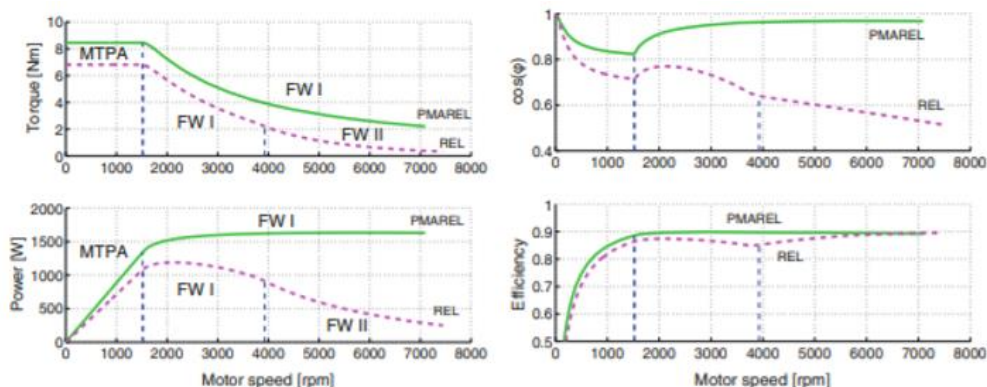 10
8
6
4
2
0
Torque [Nm]
MTPA
FW I
FW I
FW II
PMAREL
REL
0 1000 2000 3000 4000 5000 6000 7000 8000
1
0.8
0.6
0.4
cos(φ)
PMAREL
REL
0 1000 2000 3000 4000 5000 6000 7000 8000
2000
1500
1000
500
0
Power [W]
FW I
PMAREL
MTPA
FW I
FW II
REL
0 1000 2000 3000 4000 5000 6000 7000 8000
Motor speed [rpm]
1
0.9
0.8
0.7
0.6
0.5
Efficiency
PMAREL
REL
0 1000 2000 3000 4000 5000 6000 7000 8000
Motor speed [rpm]